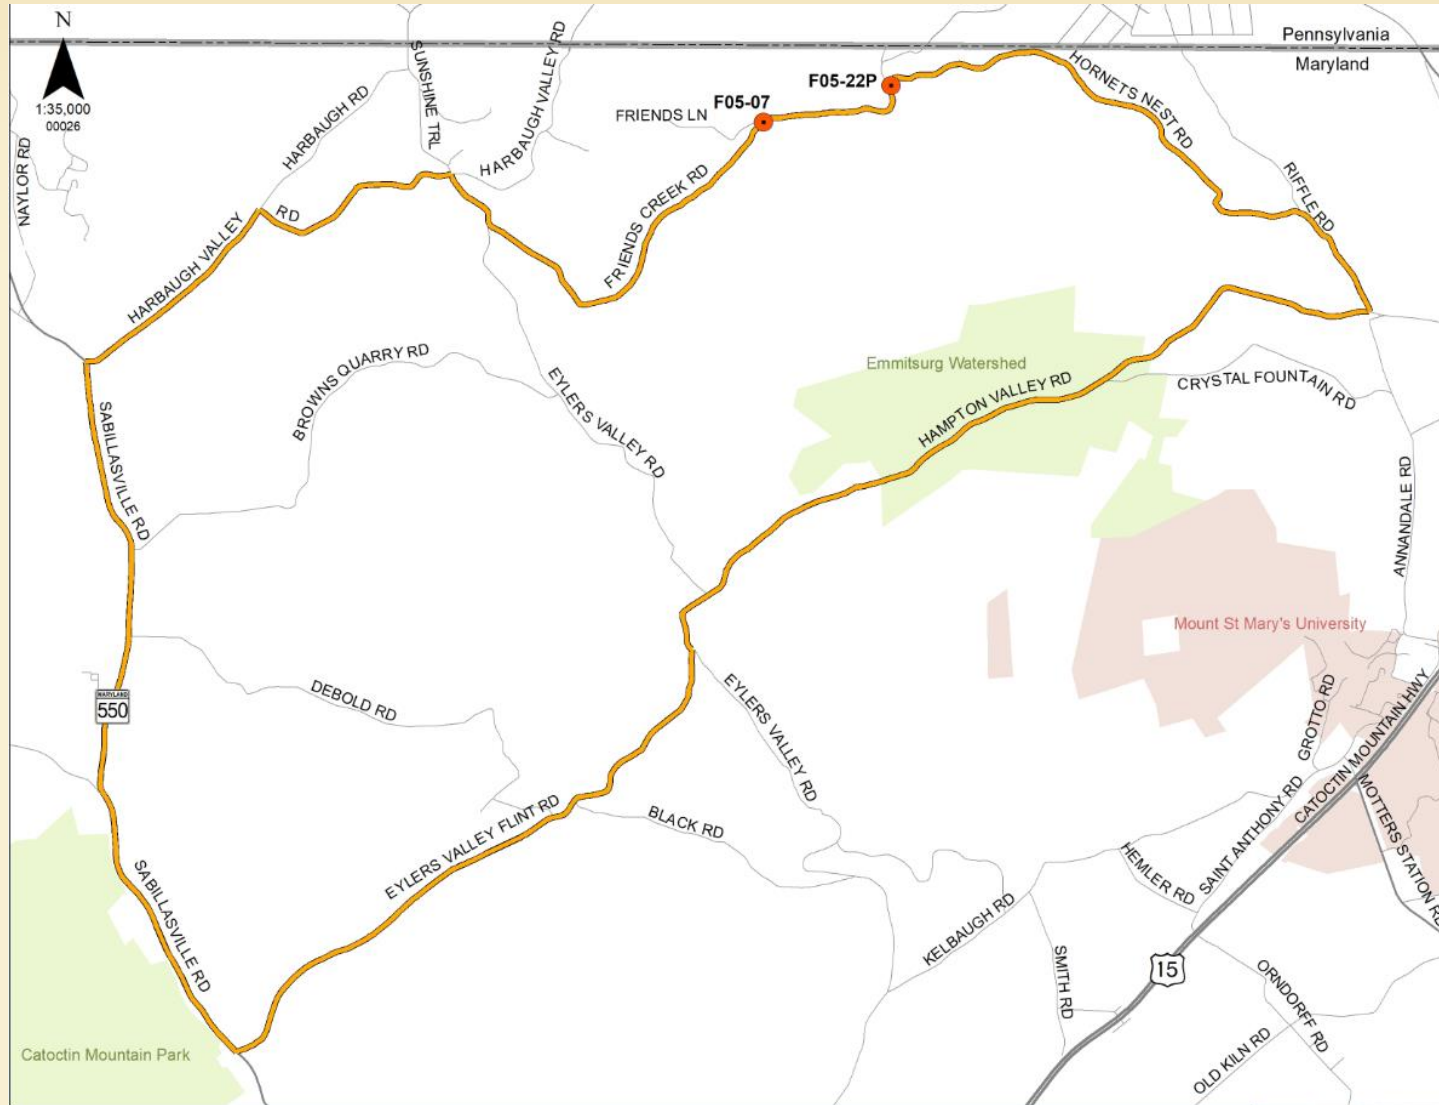 N
1:35,000
00026
Pennsylvania
Maryland
NAYLOR RD
HARBAUGH RD
SUNSHINE TRL
HARBAUGH VALLEY RD
FRIENDS LN
F05-07
F05-22P
HORNETS NEST RD
RIFFLE RD
HARBAUGH VALLEY
RD
FRIENDS CREEK RD
BROWNS QUARRY RD
EYLERS VALLEY RD
Emmitsurg Watershed
HAMPTON VALLEY RD
CRYSTAL FOUNTAIN RD
SABILLASVILLE RD
ANNANDALE RD
Mount St Mary's University
MARYLAND
550
DEBOLD RD
EYLERS VALLEY RD
GROTTO RD
CATOCTIN MOUNTAIN HWY
EYLERS VALLEY FLINT RD
BLACK RD
SAINT ANTHONY RD
MOTTERS STATION RD
HEMLER RD
SABILLASVILLE RD
KELBAUGH RD
SMITH RD
15
ORNDORFF RD
OLD KILN RD
Catoctin Mountain Park